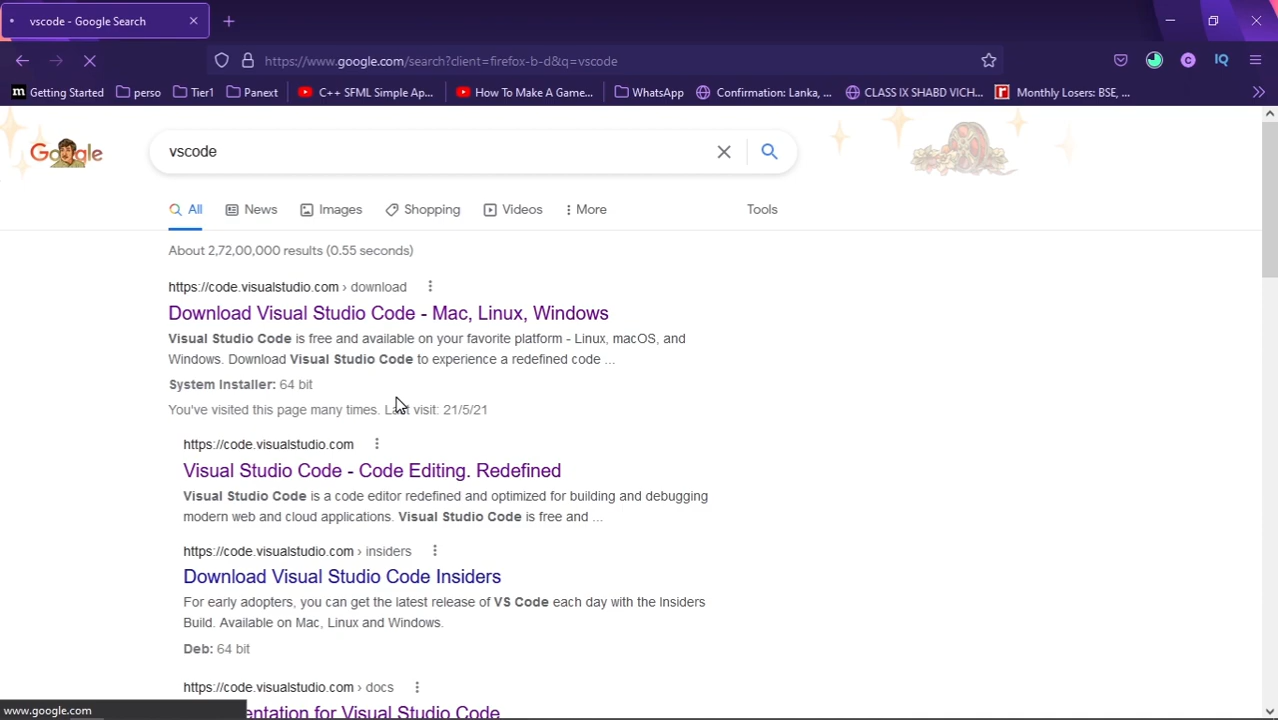 vscode - Google Search
https://www.google.com/search?client=firefox-b-d&q=vscode
Getting Started perso Tier1 Panext C++ SFML Simple Ap... How To Make A Game... WhatsApp Confirmation: Lanka, ... CLASS IX SHABD VICH... Monthly Losers: BSE, ...
Google vscode
All News Images Shopping Videos More Tools
About 2,72,00,000 results (0.55 seconds)
https://code.visualstudio.com › download
Download Visual Studio Code - Mac, Linux, Windows
Visual Studio Code is free and available on your favorite platform - Linux, macOS, and
Windows. Download Visual Studio Code to experience a redefined code ...
System Installer: 64 bit
You've visited this page many times. Last visit: 21/5/21
https://code.visualstudio.com
Visual Studio Code - Code Editing. Redefined
Visual Studio Code is a code editor redefined and optimized for building and debugging
modern web and cloud applications. Visual Studio Code is free and ...
https://code.visualstudio.com › insiders
Download Visual Studio Code Insiders
For early adopters, you can get the latest release of VS Code each day with the Insiders
Build. Available on Mac, Linux and Windows.
Deb: 64 bit
https://code.visualstudio.com › docs
entation for Visual Studio Code
www.google.com